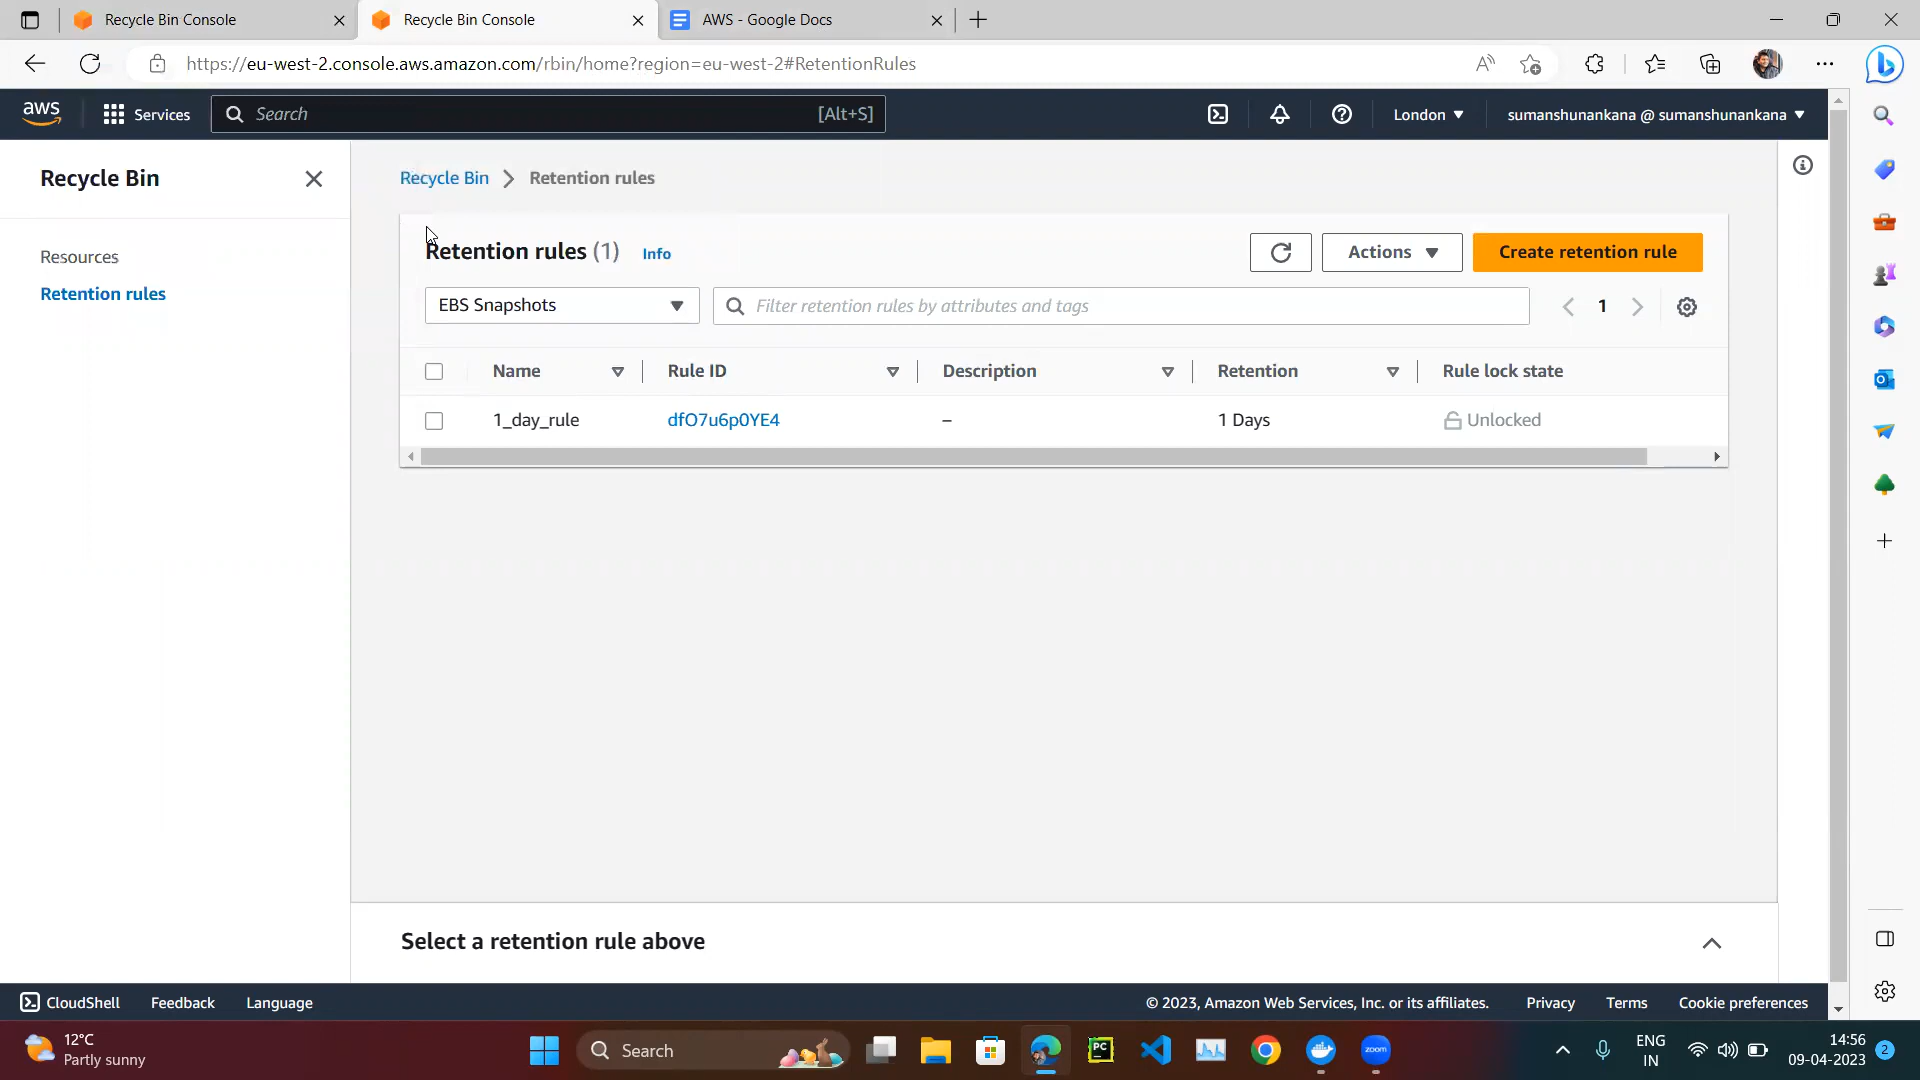 Recycle Bin Console
Recycle Bin Console
AWS - Google Docs
https://eu-west-2.console.aws.amazon.com/rbin/home?region=eu-west-2#RetentionRules
aws
Services
Search
[Alt+S]
London
sumanshunankana @ sumanshunankana
Recycle Bin
Resources
Retention rules
Recycle Bin
Retention rules
Retention rules (1)
Info
Actions
Create retention rule
EBS Snapshots
Filter retention rules by attributes and tags
1
Name
Rule ID
Description
Retention
Rule lock state
1_day_rule
dfO7u6p0YE4
–
1 Days
Unlocked
Select a retention rule above
CloudShell
Feedback
Language
© 2023, Amazon Web Services, Inc. or its affiliates.
Privacy
Terms
Cookie preferences
12°C
Partly sunny
Search
PC
zoom
ENG
IN
14:56
09-04-2023
2